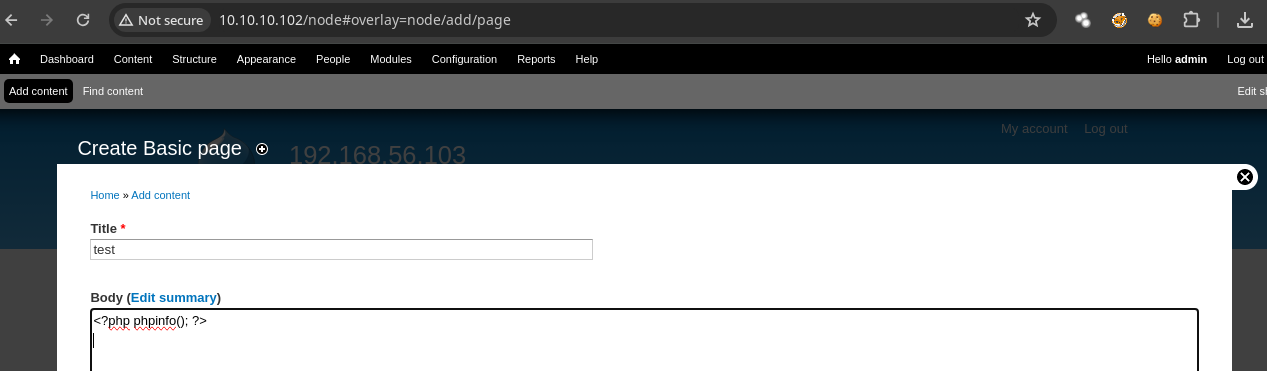 Not secure 10.10.10.102/node#overlay=node/add/page
Dashboard Content Structure Appearance People Modules Configuration Reports Help Hello admin Log out
Add content Find content Edit sh
My account Log out
Create Basic page 192.168.56.103
Home » Add content
Title *
test
Body (Edit summary)
<?php phpinfo(); ?>